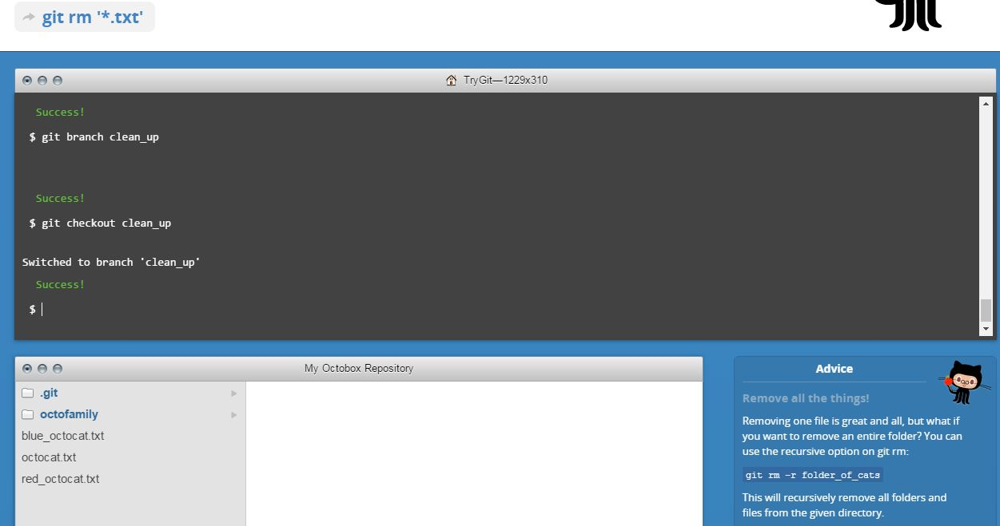 git rm '*.txt'
TryGit—1229x310
Success!
$ git branch clean_up
Success!
$ git checkout clean_up
Switched to branch 'clean_up'
Success!
$
My Octobox Repository
.git
octofamily
blue_octocat.txt
octocat.txt
red_octocat.txt
Advice
Remove all the things!
Removing one file is great and all, but what if
you want to remove an entire folder? You can
use the recursive option on git rm:
git rm -r folder_of_cats
This will recursively remove all folders and
files from the given directory.